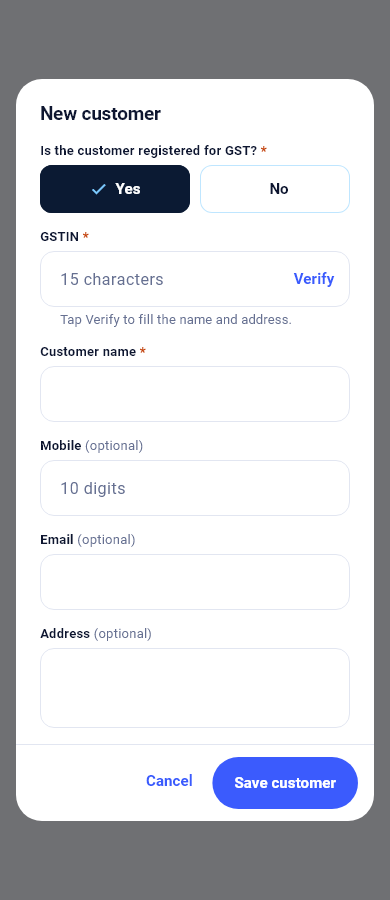 New customer
Is the customer registered for GST? *
Yes
No
GSTIN *
15 characters
Verify
Tap Verify to fill the name and address.
Customer name *
Mobile (optional)
10 digits
Email (optional)
Address (optional)
Cancel
Save customer